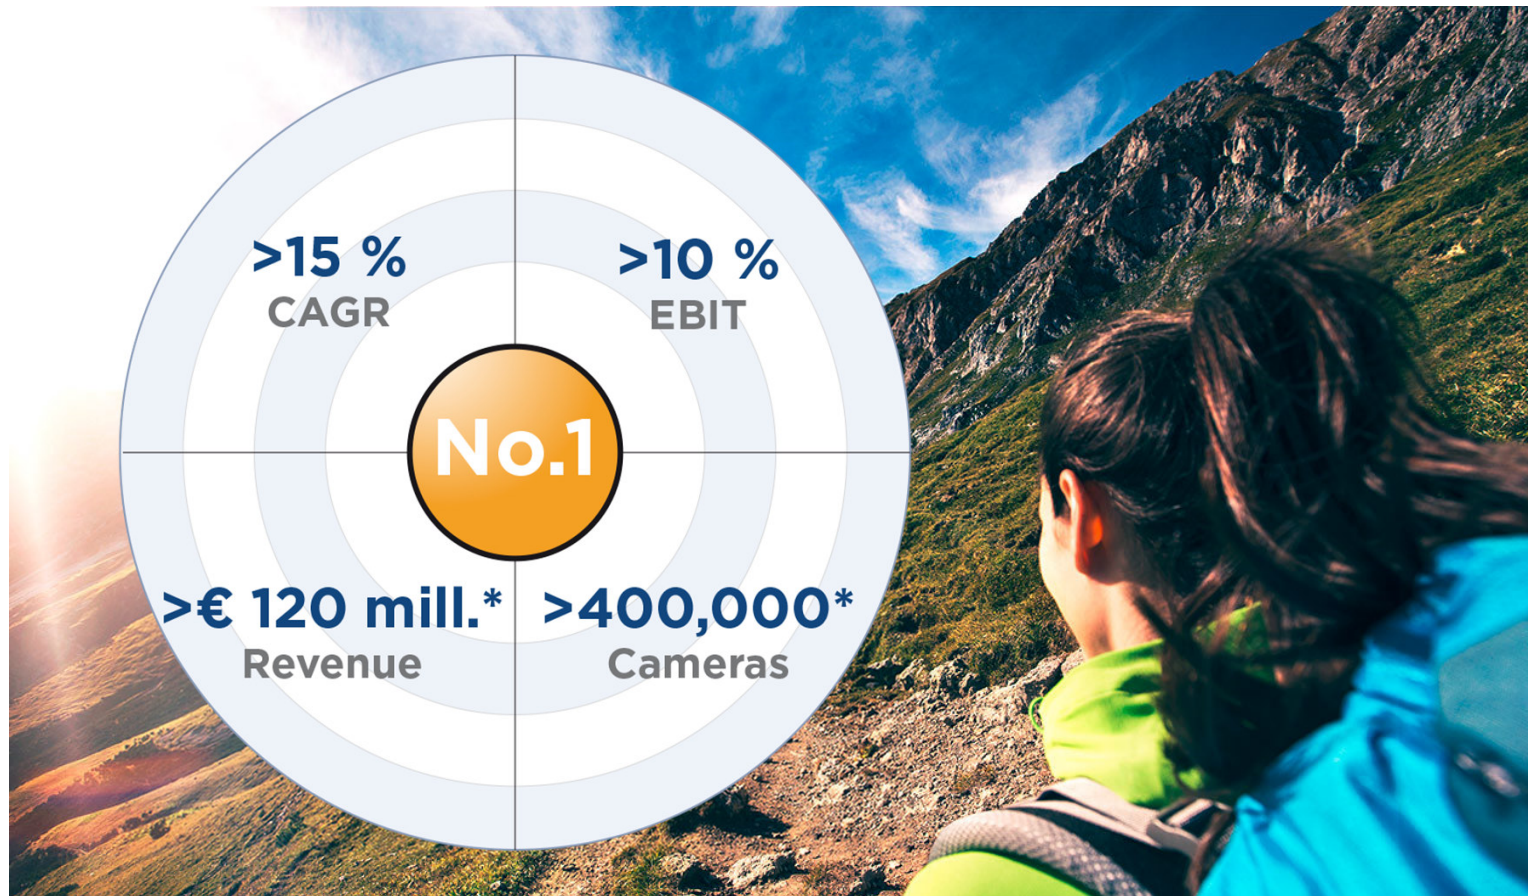 >15 %
CAGR
>10 %
EBIT
No.1
>€ 120 mill.*
Revenue
>400,000*
Cameras